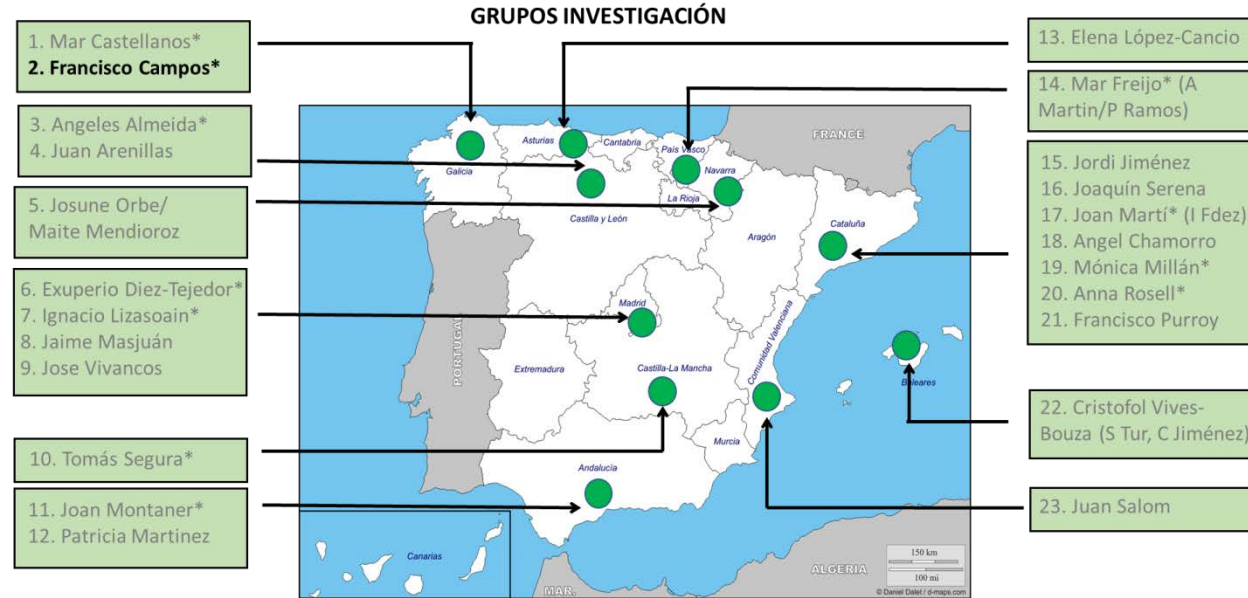 GRUPOS INVESTIGACIÓN
1. Mar Castellanos*
2. Francisco Campos*
3. Angeles Almeida*
4. Juan Arenillas
5. Josune Orbe/
Maite Mendioroz
6. Exuperio Diez-Tejedor*
7. Ignacio Lizasoain*
8. Jaime Masjuán
9. Jose Vivancos
10. Tomás Segura*
11. Joan Montaner*
12. Patricia Martinez
13. Elena López-Cancio
14. Mar Freijo* (A
Martin/P Ramos)
15. Jordi Jiménez
16. Joaquín Serena
17. Joan Martí* (I Fdez)
18. Angel Chamorro
19. Mónica Millán*
20. Anna Rosell*
21. Francisco Purroy
22. Cristofol Vives-
Bouza (S Tur, C Jiménez)
23. Juan Salom
FRANCE
Asturias
Cantabria
País Vasco
Galicia
Navarra
La Rioja
Castilla y León
Cataluña
Aragón
Madrid
PORTUGAL
Comunidad Valenciana
Extremadura
Castilla-La Mancha
Baleares
Murcia
Andalucía
Canarias
MAR.
ALGERIA
150 km
100 mi
© Daniel Dalet / d-maps.com